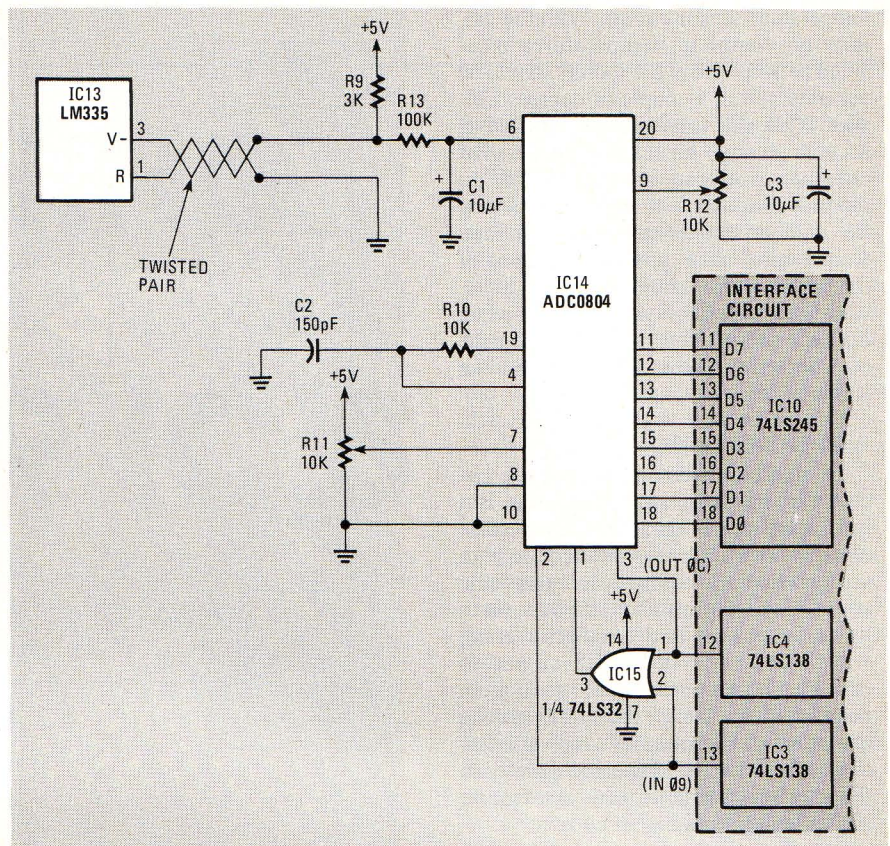 +5V
R9
3K
R13
100K
IC13
LM335
V-
3
R
1
TWISTED
PAIR
+
C1
10µF
6
+5V
20
9
R12
10K
+
C3
10µF
IC14
ADC0804
C2
150pF
R10
10K
19
4
+5V
R11
10K
7
8
10
INTERFACE
CIRCUIT
11 11 D7
12 12 D6
13 13 D5
14 14 D4
15 15 D3
16 16 D2
17 17 D1
18 18 DØ
IC10
74LS245
2 1 3
(OUT ØC)
+5V
14
1
12
IC4
74LS138
IC15
3
2
1/4 74LS32
7
13
IC3
74LS138
(IN Ø9)